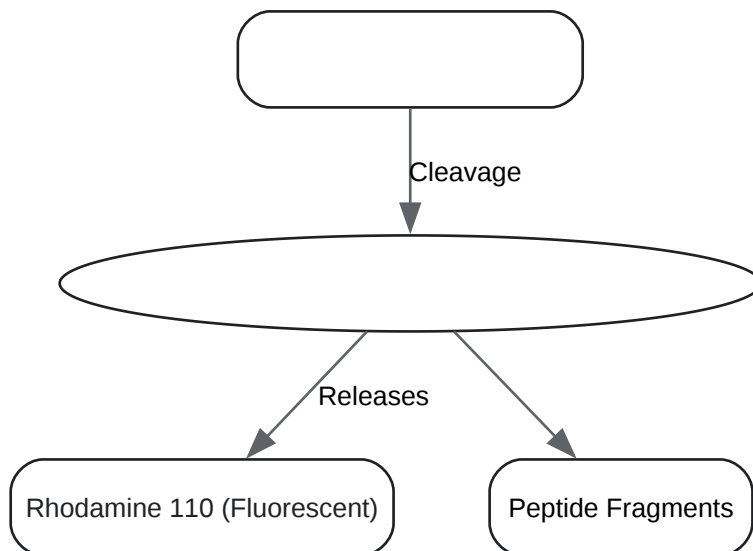 Cleavage
Releases
Rhodamine 110 (Fluorescent)
Peptide Fragments